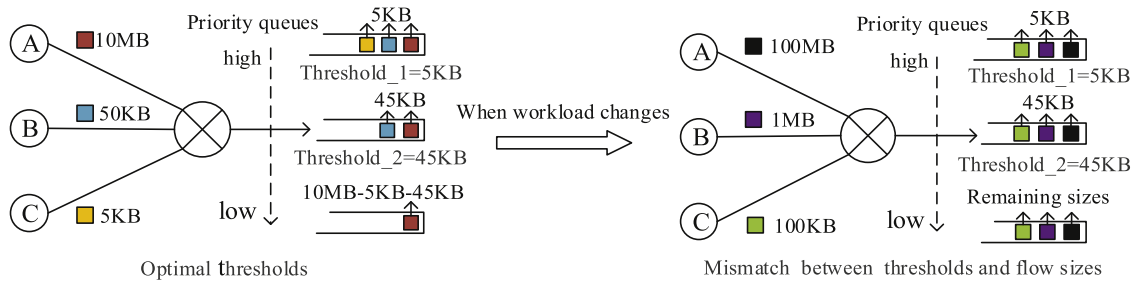 A
10MB
B
50KB
C
5KB
Priority queues
high
low
5KB
Threshold_1=5KB
45KB
Threshold_2=45KB
10MB-5KB-45KB
Optimal thresholds
When workload changes
A
100MB
B
1MB
C
100KB
Priority queues
high
low
5KB
Threshold_1=5KB
45KB
Threshold_2=45KB
Remaining sizes
Mismatch between thresholds and flow sizes